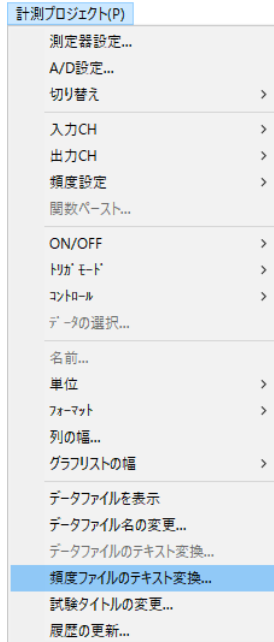 計測プロジェクト(P)
測定器設定...
A/D設定...
切り替え
入力CH
出力CH
頻度設定
関数ペースト...
ON/OFF
ﾄﾘｶﾞﾓｰﾄﾞ
ｺﾝﾄﾛｰﾙ
ﾃﾞｰﾀの選択...
名前...
単位
ﾌｫｰﾏｯﾄ
列の幅...
グラフリストの幅
データファイルを表示
データファイル名の変更...
データファイルのテキスト変換...
頻度ファイルのテキスト変換...
試験タイトルの変更...
履歴の更新...